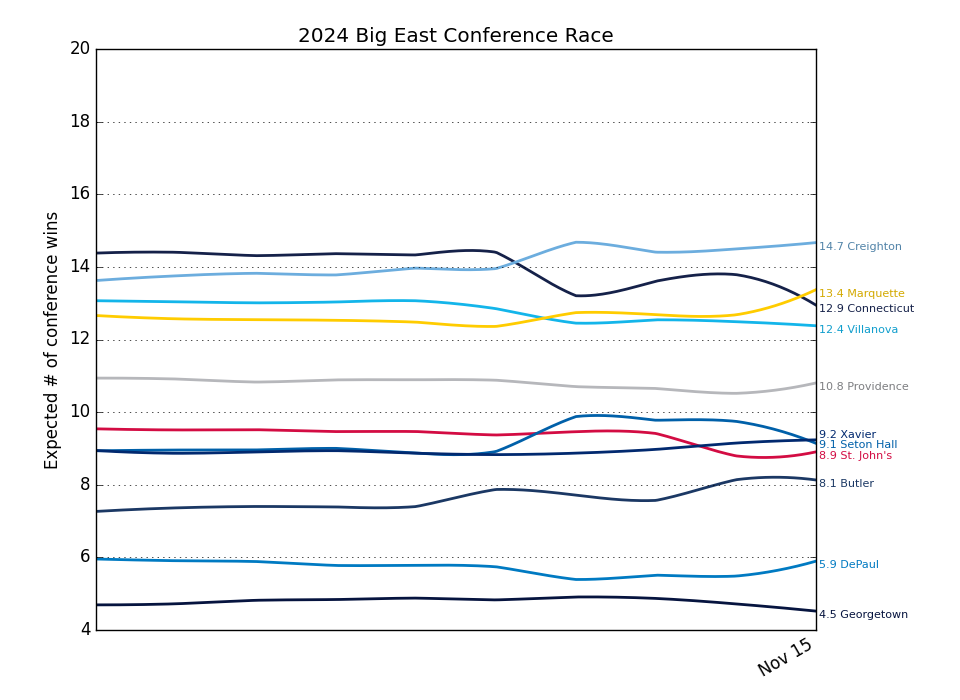 2024 Big East Conference Race
Expected # of conference wins
20
18
16
14
12
10
8
6
4
14.7 Creighton
13.4 Marquette
12.9 Connecticut
12.4 Villanova
10.8 Providence
9.2 Xavier
9.1 Seton Hall
8.9 St. John's
8.1 Butler
5.9 DePaul
4.5 Georgetown
Nov 15